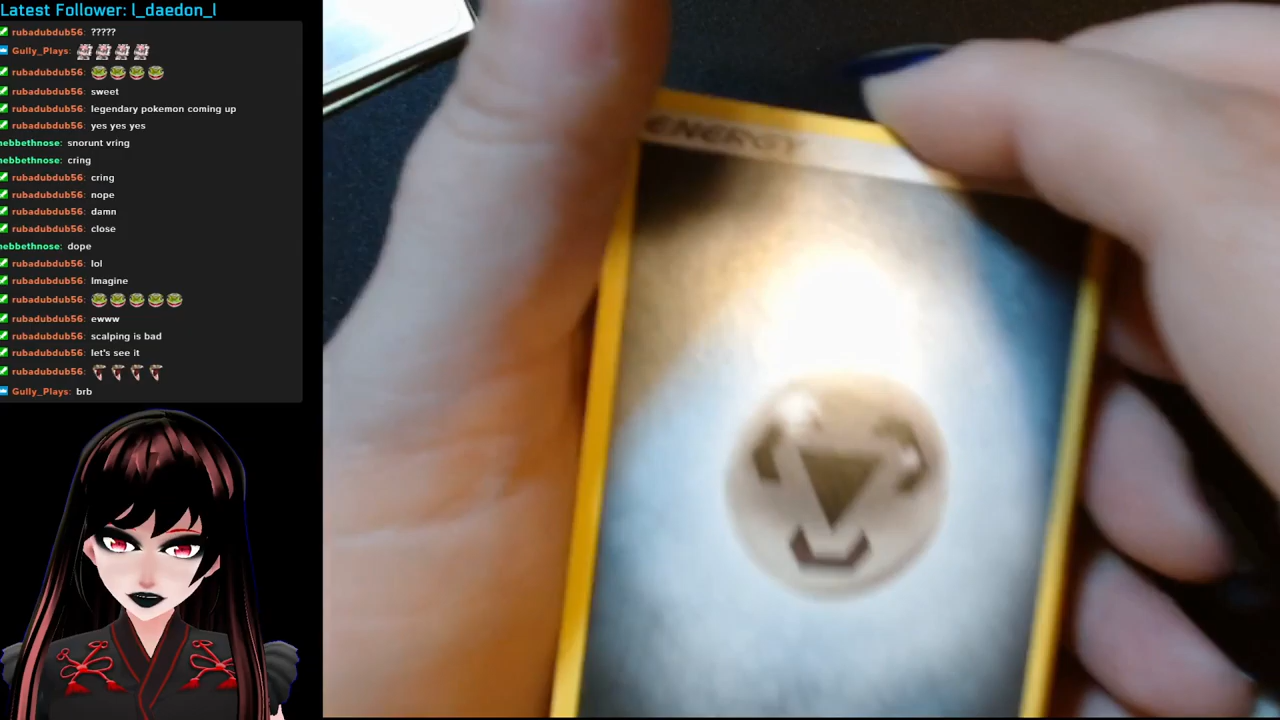 Latest Follower: l_daedon_l
rubadubdub56: ?????
Gully_Plays:
rubadubdub56:
rubadubdub56: sweet
rubadubdub56: legendary pokemon coming up
rubadubdub56: yes yes yes
nebbethnose: snorunt vring
nebbethnose: cring
rubadubdub56: cring
rubadubdub56: nope
rubadubdub56: damn
rubadubdub56: close
nebbethnose: dope
rubadubdub56: lol
rubadubdub56: Imagine
rubadubdub56:
rubadubdub56: ewww
rubadubdub56: scalping is bad
rubadubdub56: let's see it
rubadubdub56:
Gully_Plays: brb
ENERGY